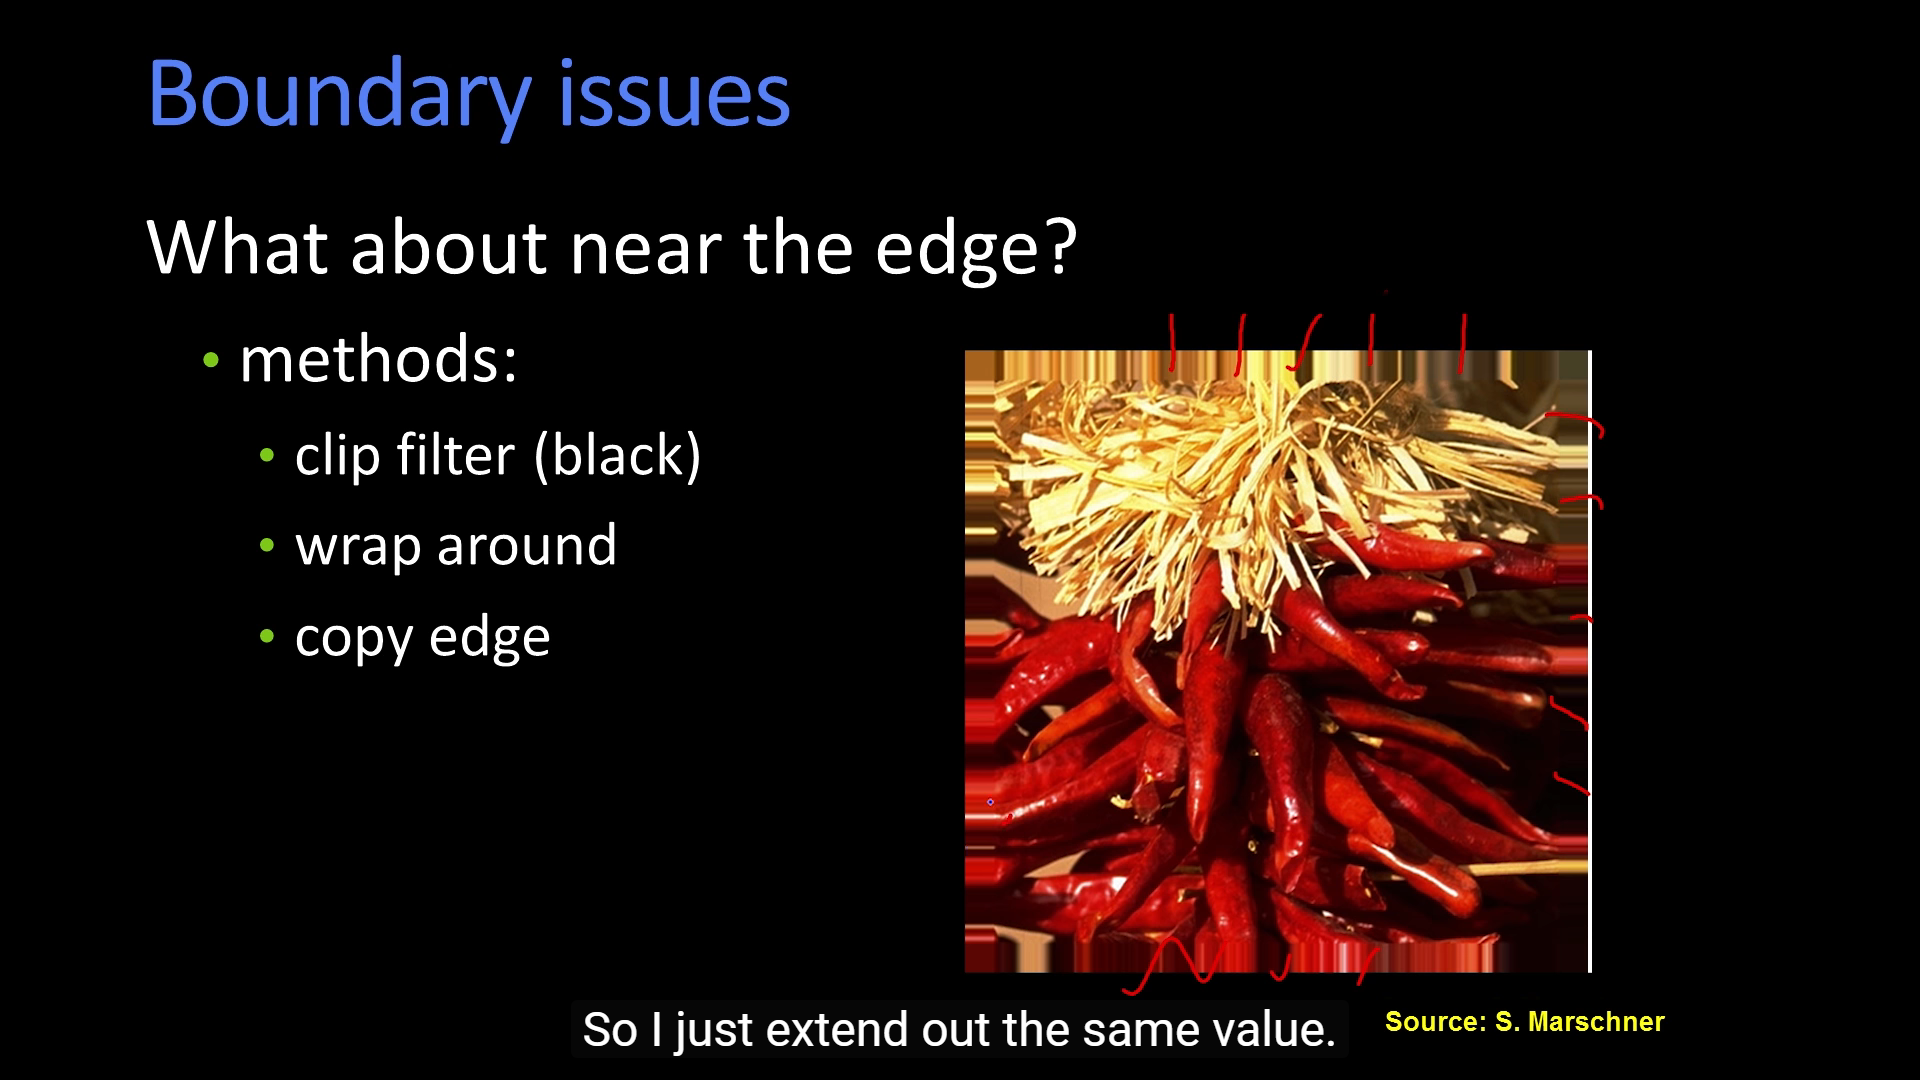 Boundary issues
What about near the edge?
• methods:
• clip filter (black)
• wrap around
• copy edge
So I just extend out the same value.
Source: S. Marschner